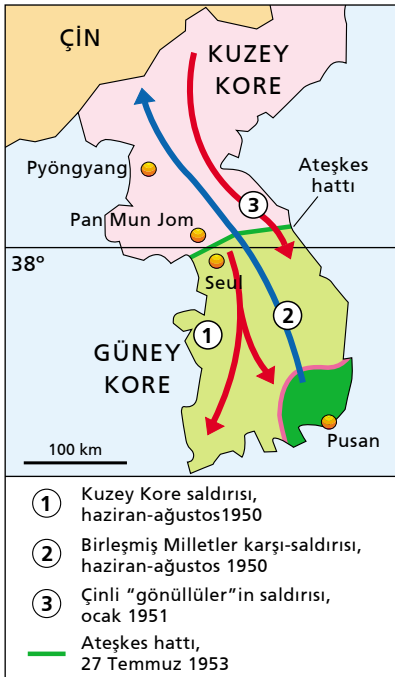 ÇİN
KUZEY
KORE
Pyöngyang
Ateşkes
hattı
3
Pan Mun Jom
38°
Seul
1
2
GÜNEY
KORE
Pusan
100 km
1 Kuzey Kore saldırısı,
haziran-ağustos1950
2 Birleşmiş Milletler karşı-saldırısı,
haziran-ağustos 1950
3 Çinli "gönüllüler"in saldırısı,
ocak 1951
Ateşkes hattı,
27 Temmuz 1953